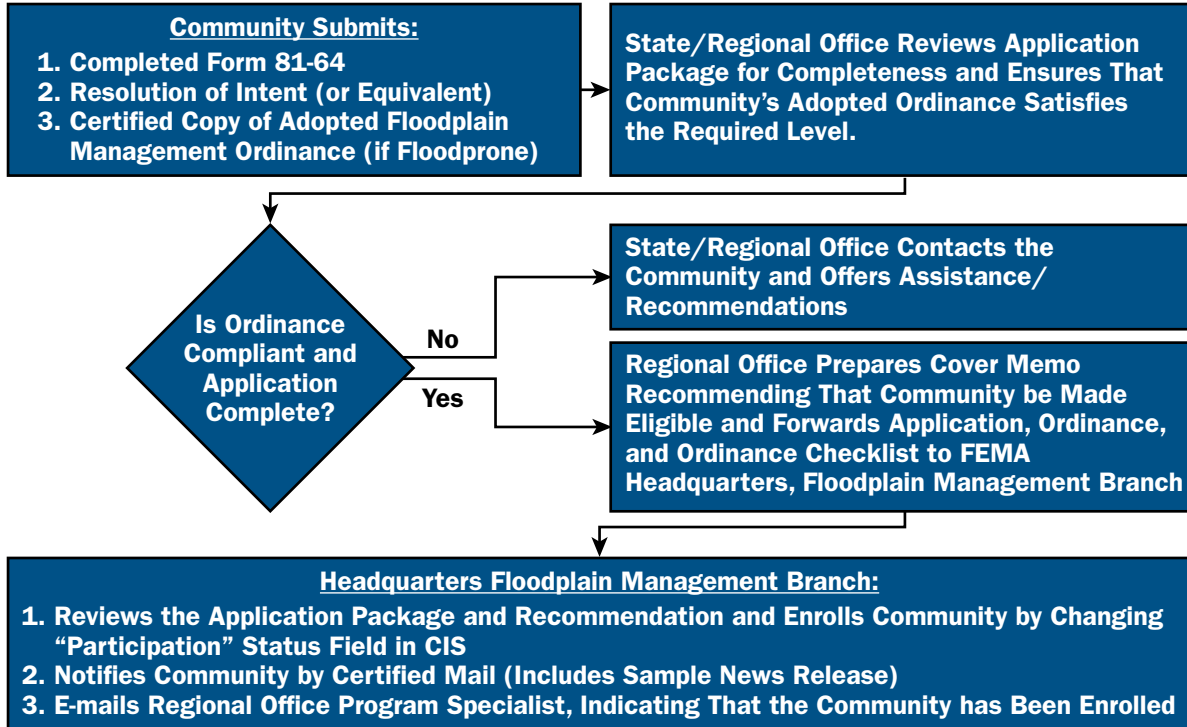 Community Submits:
1. Completed Form 81-64
2. Resolution of Intent (or Equivalent)
3. Certified Copy of Adopted Floodplain
Management Ordinance (if Floodprone)
State/Regional Office Reviews Application
Package for Completeness and Ensures That
Community's Adopted Ordinance Satisfies
the Required Level.
Is Ordinance
Compliant and
Application
Complete?
No
State/Regional Office Contacts the
Community and Offers Assistance/
Recommendations
Yes
Regional Office Prepares Cover Memo
Recommending That Community be Made
Eligible and Forwards Application, Ordinance,
and Ordinance Checklist to FEMA
Headquarters, Floodplain Management Branch
Headquarters Floodplain Management Branch:
1. Reviews the Application Package and Recommendation and Enrolls Community by Changing
“Participation” Status Field in CIS
2. Notifies Community by Certified Mail (Includes Sample News Release)
3. E-mails Regional Office Program Specialist, Indicating That the Community has Been Enrolled